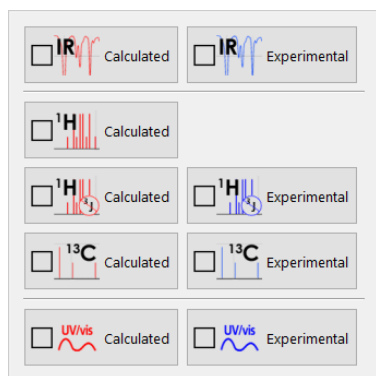 IR Calculated IR Experimental
¹H Calculated
¹H ³J Calculated ¹H ³J Experimental
¹³C Calculated ¹³C Experimental
UV/vis Calculated UV/vis Experimental